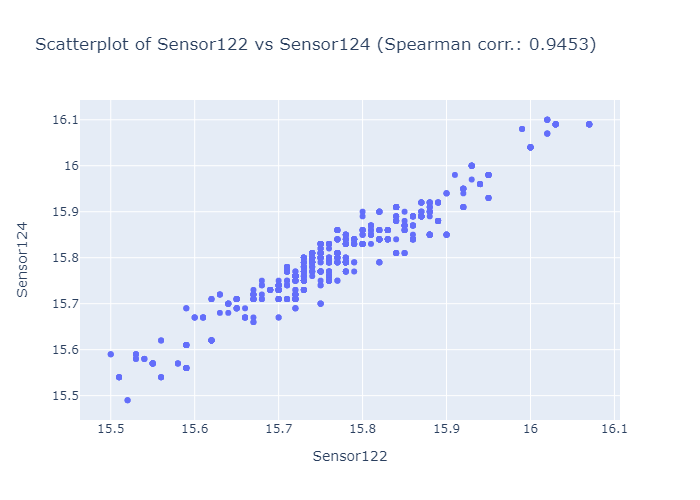 Scatterplot of Sensor122 vs Sensor124 (Spearman corr.: 0.9453)
16.1
16
15.9
15.8
15.7
15.6
15.5
Sensor124
15.5 15.6 15.7 15.8 15.9 16 16.1
Sensor122